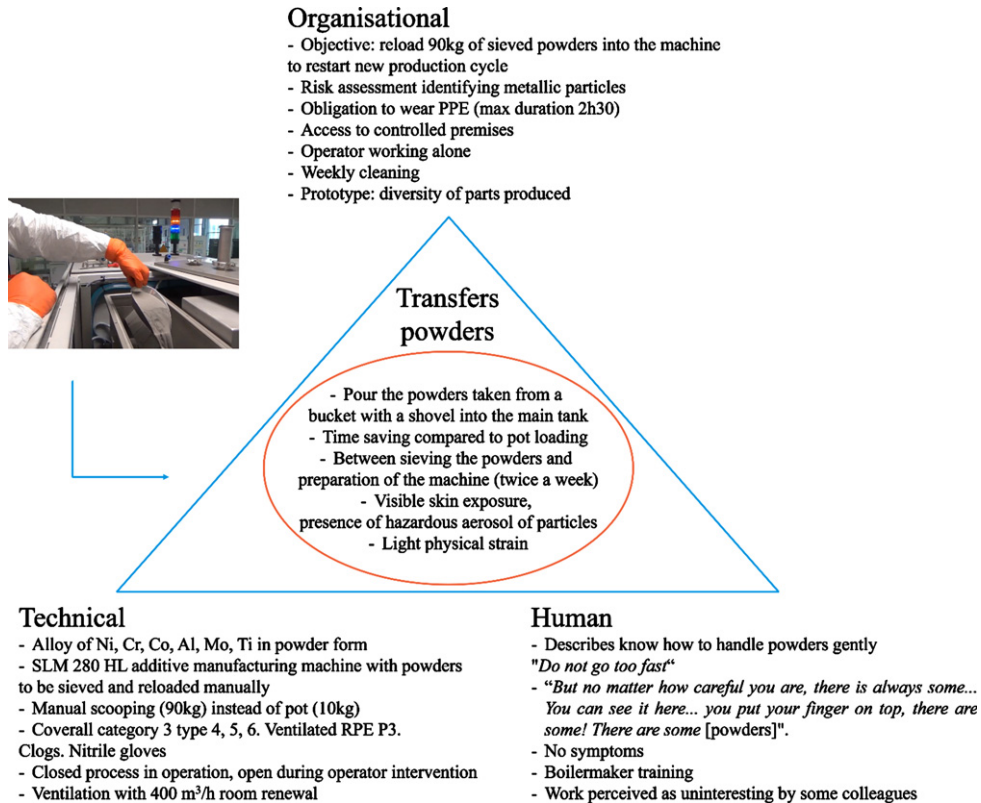 Organisational
- Objective: reload 90kg of sieved powders into the machine
to restart new production cycle
- Risk assessment identifying metallic particles
- Obligation to wear PPE (max duration 2h30)
- Access to controlled premises
- Operator working alone
- Weekly cleaning
- Prototype: diversity of parts produced
Transfers
powders
- Pour the powders taken from a
bucket with a shovel into the main tank
- Time saving compared to pot loading
- Between sieving the powders and
preparation of the machine (twice a week)
- Visible skin exposure,
presence of hazardous aerosol of particles
- Light physical strain
Technical
- Alloy of Ni, Cr, Co, Al, Mo, Ti in powder form
- SLM 280 HL additive manufacturing machine with powders
to be sieved and reloaded manually
- Manual scooping (90kg) instead of pot (10kg)
- Coverall category 3 type 4, 5, 6. Ventilated RPE P3.
Clogs. Nitrile gloves
- Closed process in operation, open during operator intervention
- Ventilation with 400 m³/h room renewal
Human
- Describes know how to handle powders gently
"Do not go too fast“
- “But no matter how careful you are, there is always some...
You can see it here... you put your finger on top, there are
some! There are some [powders]".
- No symptoms
- Boilermaker training
- Work perceived as uninteresting by some colleagues